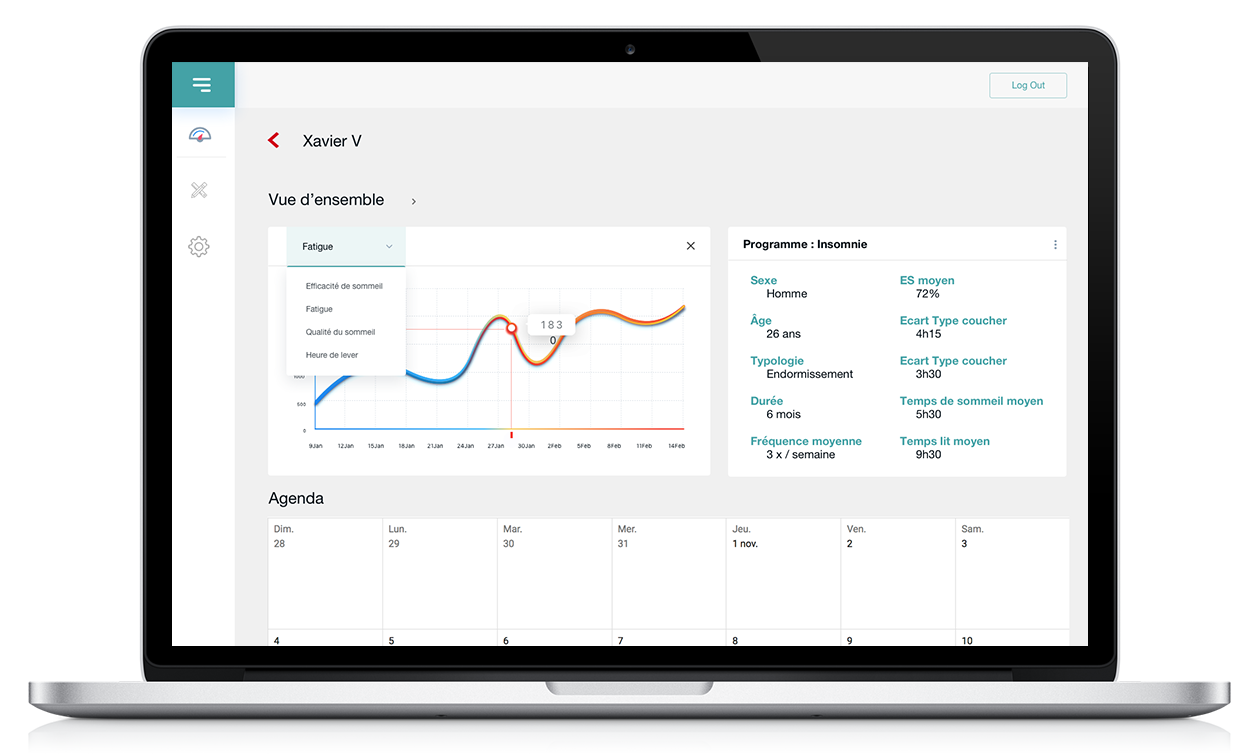 Log Out
Xavier V
Vue d'ensemble
Fatigue
Efficacité de sommeil
Fatigue
Qualité du sommeil
Heure de lever
183
0
1000
500
0
9Jan 12Jan 15Jan 18Jan 21Jan 24Jan 27Jan 30Jan 2Feb 5Feb 8Feb 11Feb 14Feb
Programme : Insomnie
Sexe
Homme
Âge
26 ans
Typologie
Endormissement
Durée
6 mois
Fréquence moyenne
3 x / semaine
ES moyen
72%
Ecart Type coucher
4h15
Ecart Type coucher
3h30
Temps de sommeil moyen
5h30
Temps lit moyen
9h30
Agenda
Dim. Lun. Mar. Mer. Jeu. Ven. Sam.
28 29 30 31 1 nov. 2 3
4 5 6 7 8 9 10